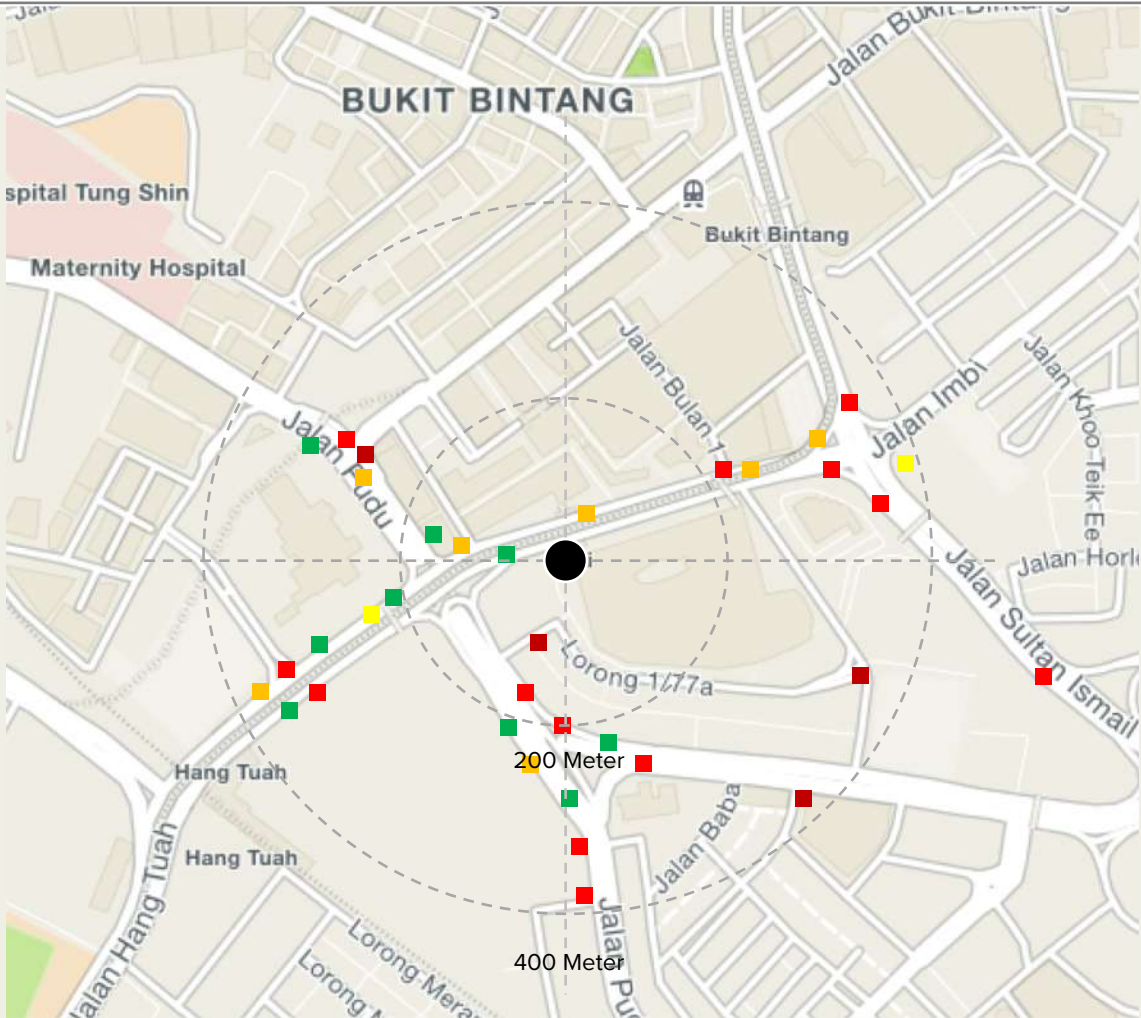 Jalan Bukit Bintang
BUKIT BINTANG
spital Tung Shin
Bukit Bintang
Maternity Hospital
Jalan Bulan 1
Jalan Imbi
Jalan Khoo Teik Ee
Jalan Pudu
i
Jalan Horle
Jalan Sultan Ismail
Lorong 1/77a
200 Meter
Hang Tuah
Jalan Baba
Hang Tuah
Jalan Hang Tuah
Jalan Pud
Lorong Mera
Lorong M
400 Meter